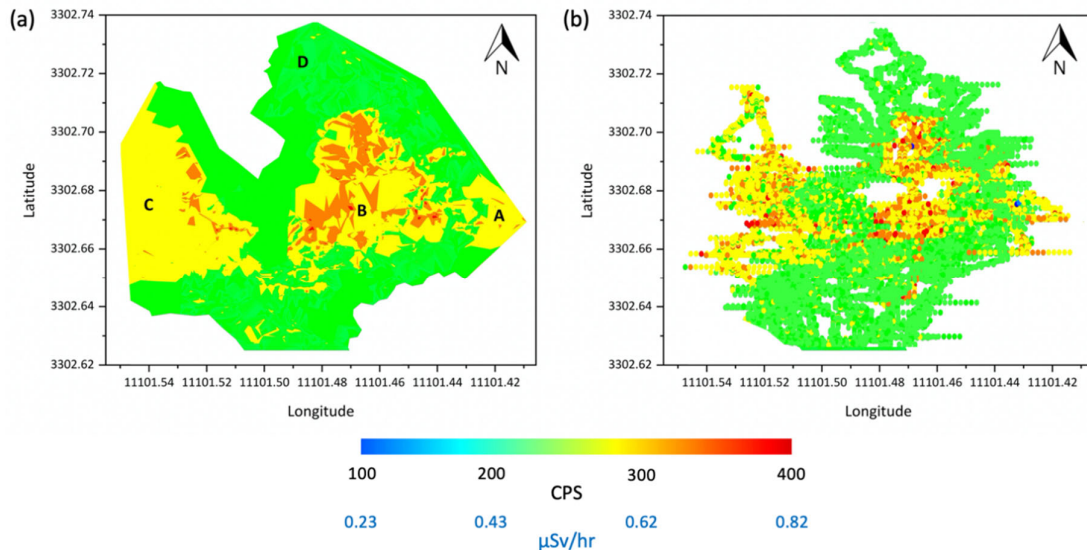 (a)
3302.74
3302.72
3302.70
3302.68
3302.66
3302.64
3302.62
Latitude
D
C
B
A
N
11101.54 11101.52 11101.50 11101.48 11101.46 11101.44 11101.42
Longitude
(b)
3302.74
3302.72
3302.70
3302.68
3302.66
3302.64
3302.62
Latitude
N
11101.54 11101.52 11101.50 11101.48 11101.46 11101.44 11101.42
Longitude
100 200 300 400
CPS
0.23 0.43 0.62 0.82
µSv/hr